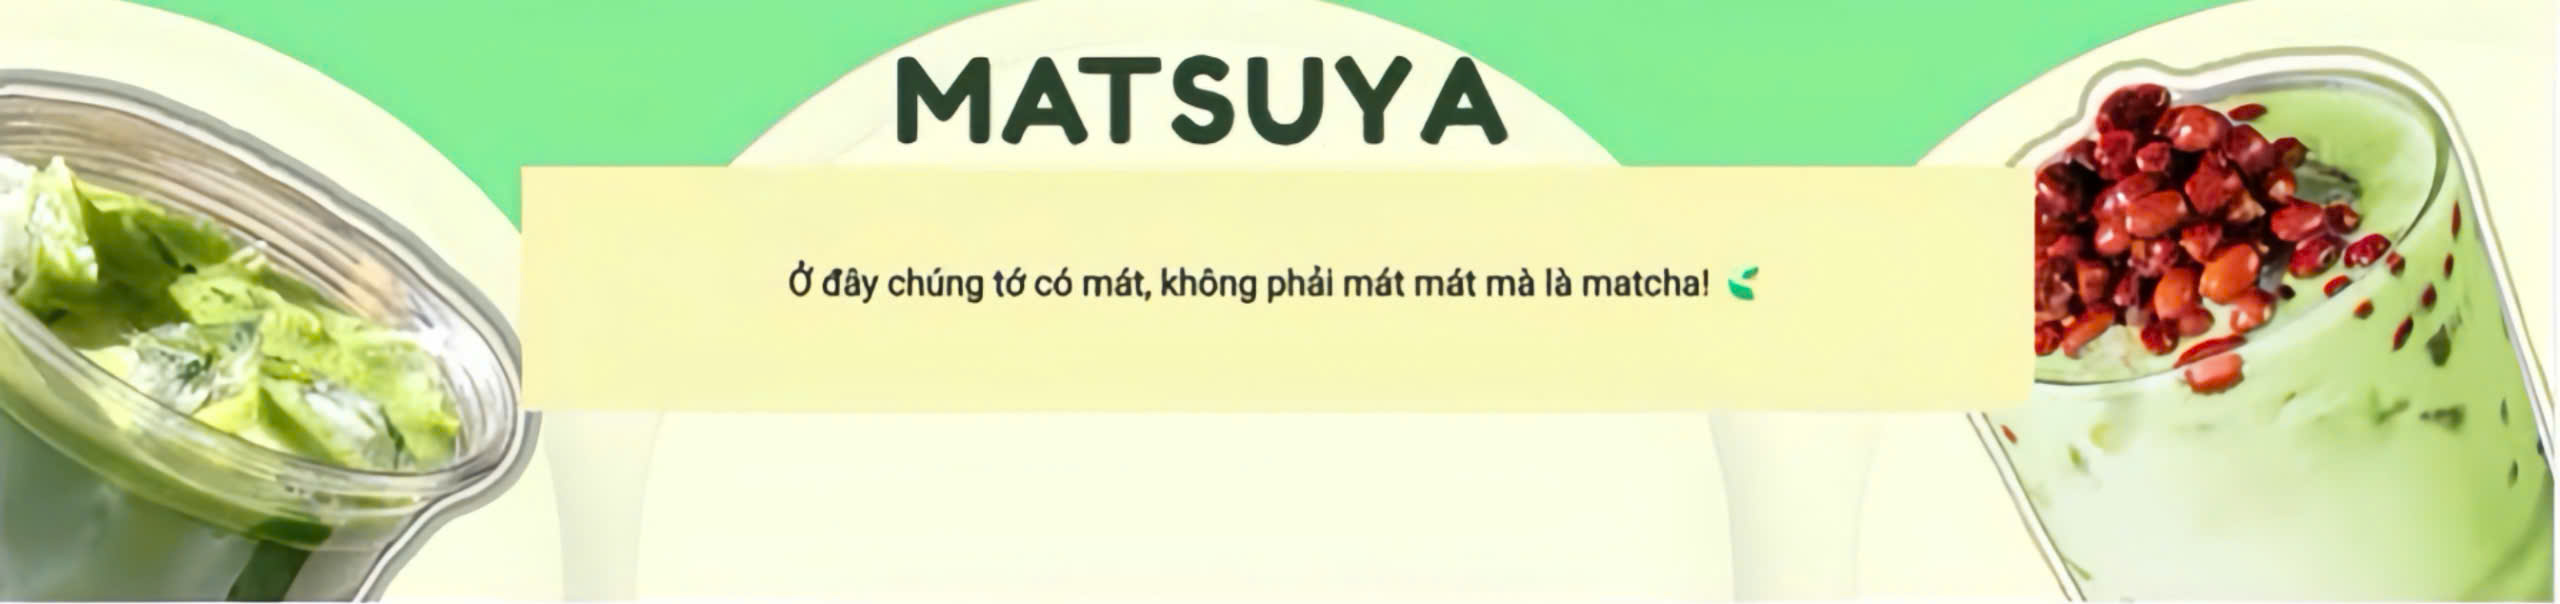 MATSUYA
Ở đây chúng tớ có mát, không phải mát mát mà là matcha! 🌿